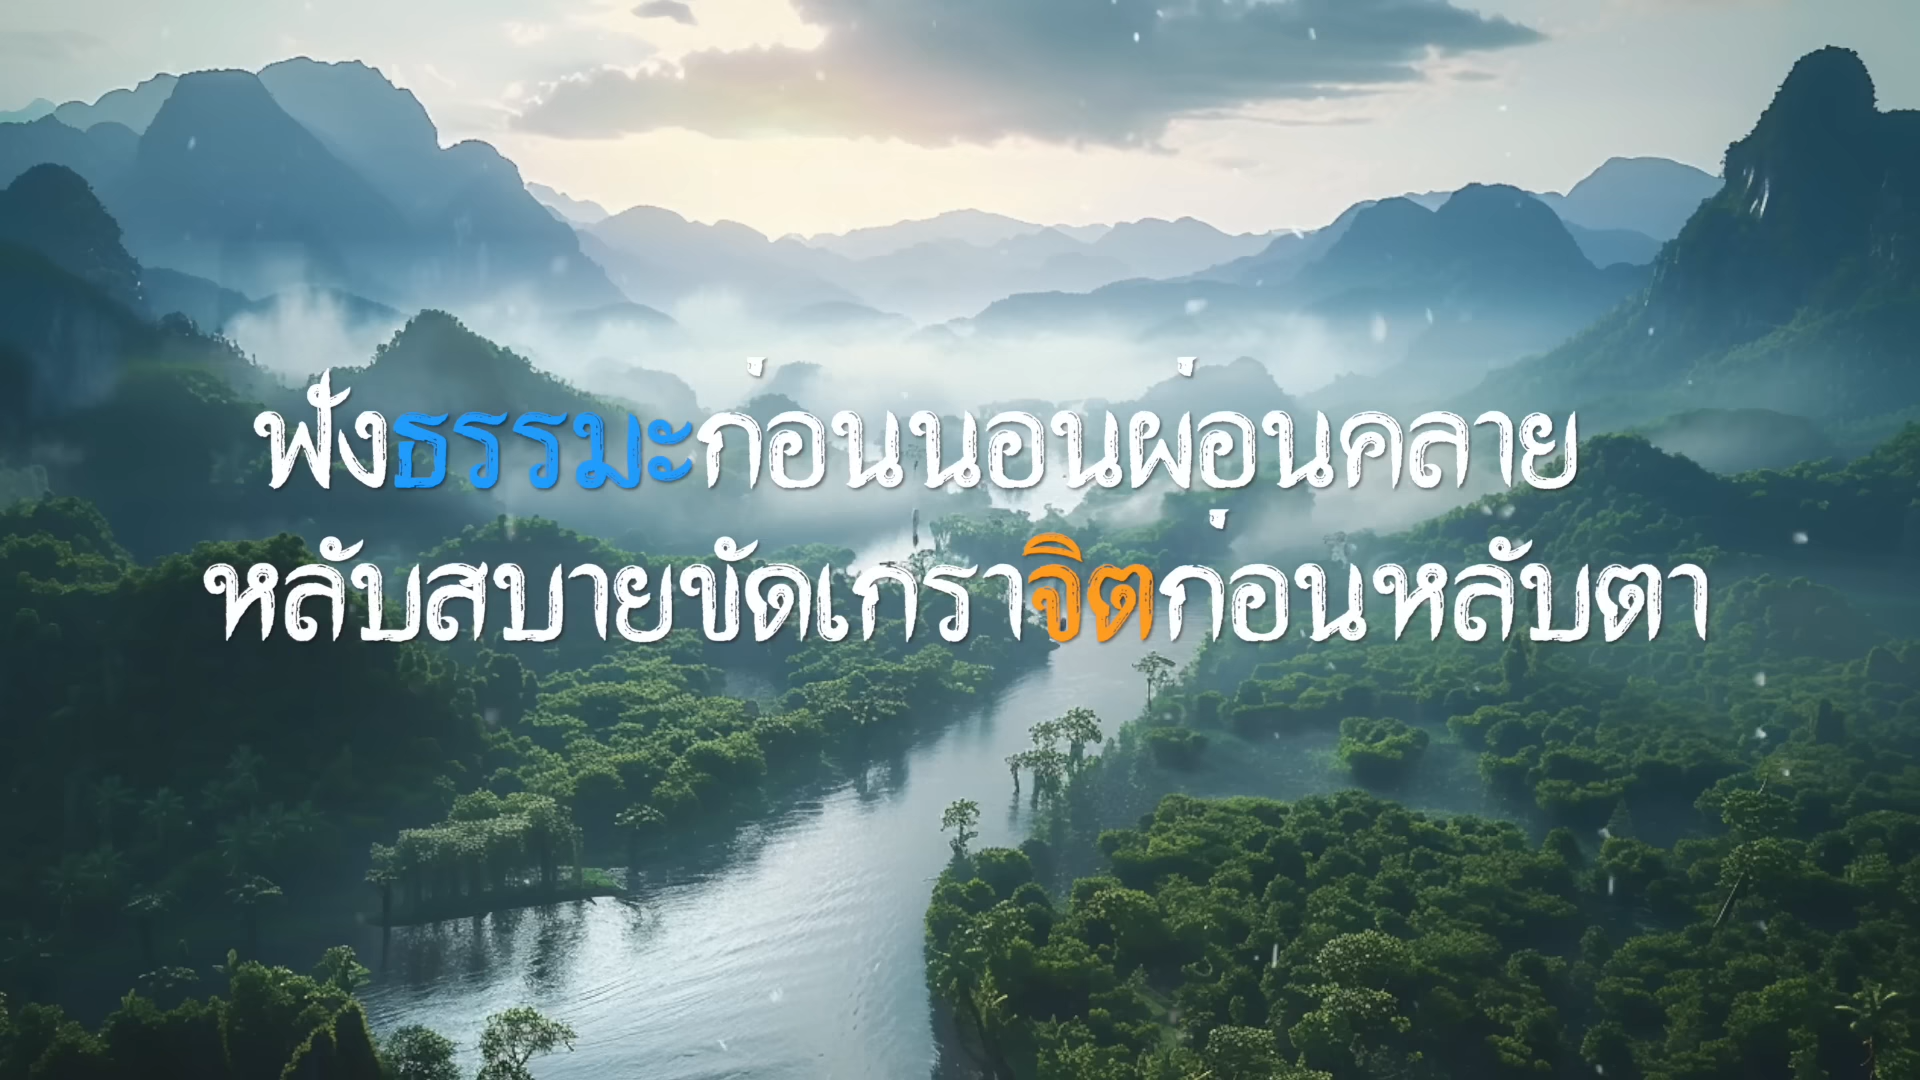 ฟังธรรมะก่อนนอนผ่อนคลาย
หลับสบายขัดเกราจิตก่อนหลับตา